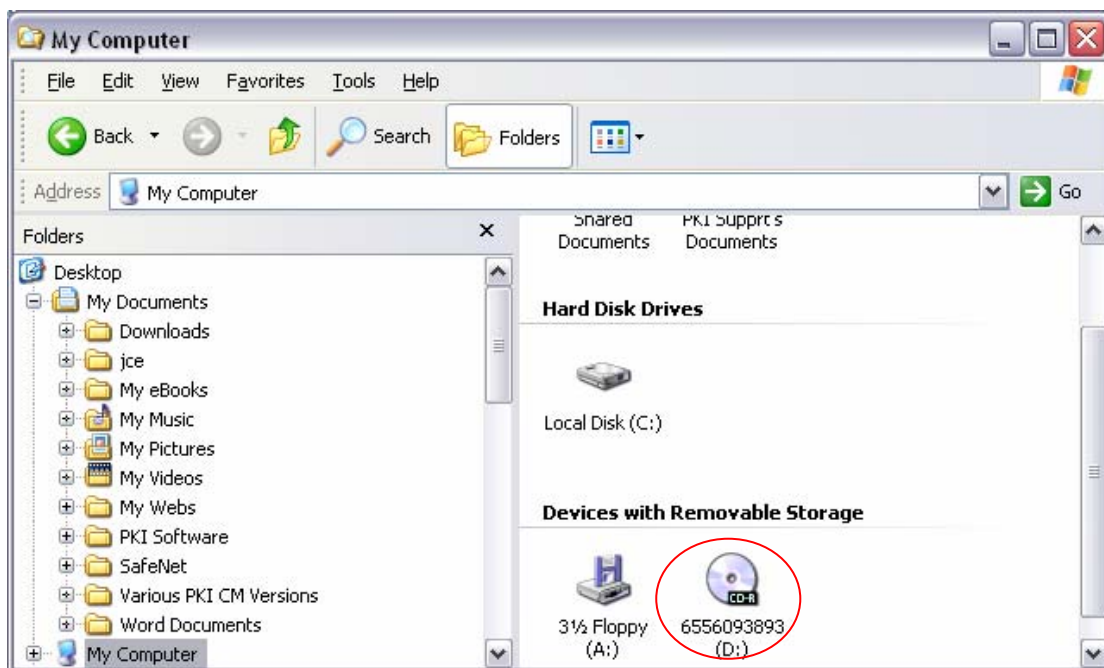 My Computer
File Edit View Favorites Tools Help
Back Search Folders
Address My Computer Go
Folders
Desktop
My Documents
Downloads
jce
My eBooks
My Music
My Pictures
My Videos
My Webs
PKI Software
SafeNet
Various PKI CM Versions
Word Documents
My Computer
Shared
Documents
PKI Supprt's
Documents
Hard Disk Drives
Local Disk (C:)
Devices with Removable Storage
3½ Floppy
(A:)
CD-R
6556093893
(D:)